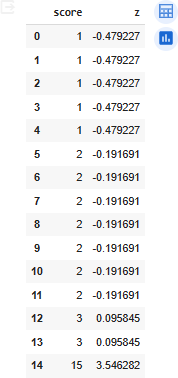 score z
0 1 -0.479227
1 1 -0.479227
2 1 -0.479227
3 1 -0.479227
4 1 -0.479227
5 2 -0.191691
6 2 -0.191691
7 2 -0.191691
8 2 -0.191691
9 2 -0.191691
10 2 -0.191691
11 2 -0.191691
12 3 0.095845
13 3 0.095845
14 15 3.546282